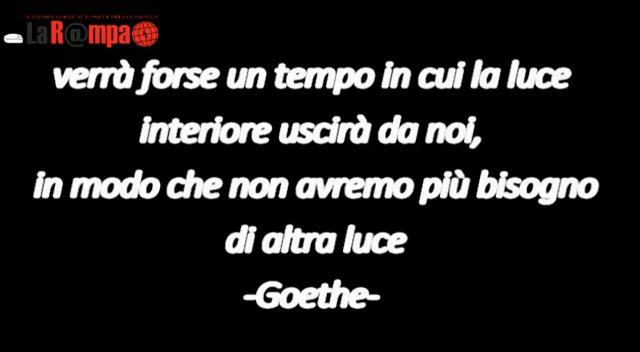 LaR@mpa
verrà forse un tempo in cui la luce
interiore uscirà da noi,
in modo che non avremo più bisogno
di altra luce
-Goethe-